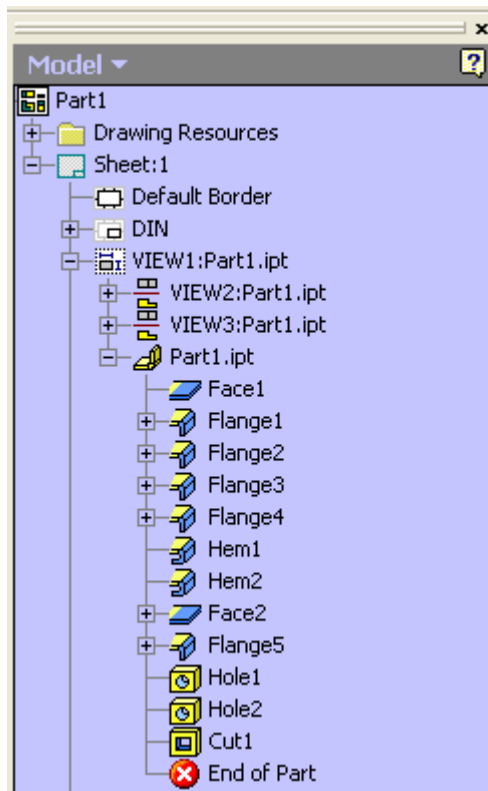 Model
Part1
Drawing Resources
Sheet:1
Default Border
DIN
VIEW1:Part1.ipt
VIEW2:Part1.ipt
VIEW3:Part1.ipt
Part1.ipt
Face1
Flange1
Flange2
Flange3
Flange4
Hem1
Hem2
Face2
Flange5
Hole1
Hole2
Cut1
End of Part